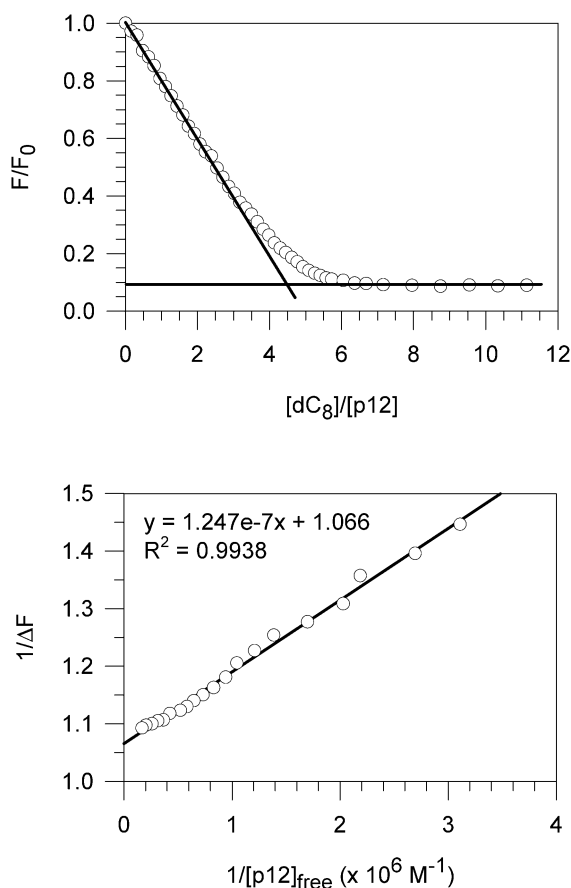 1.0
0.8
0.6
0.4
0.2
0.0
F/F0
0 2 4 6 8 10 12
[dC8]/[p12]
1.5
1.4
1.3
1.2
1.1
1.0
1/ΔF
y = 1.247e-7x + 1.066
R² = 0.9938
0 1 2 3 4
1/[p12]free (x 10⁶ M⁻¹)